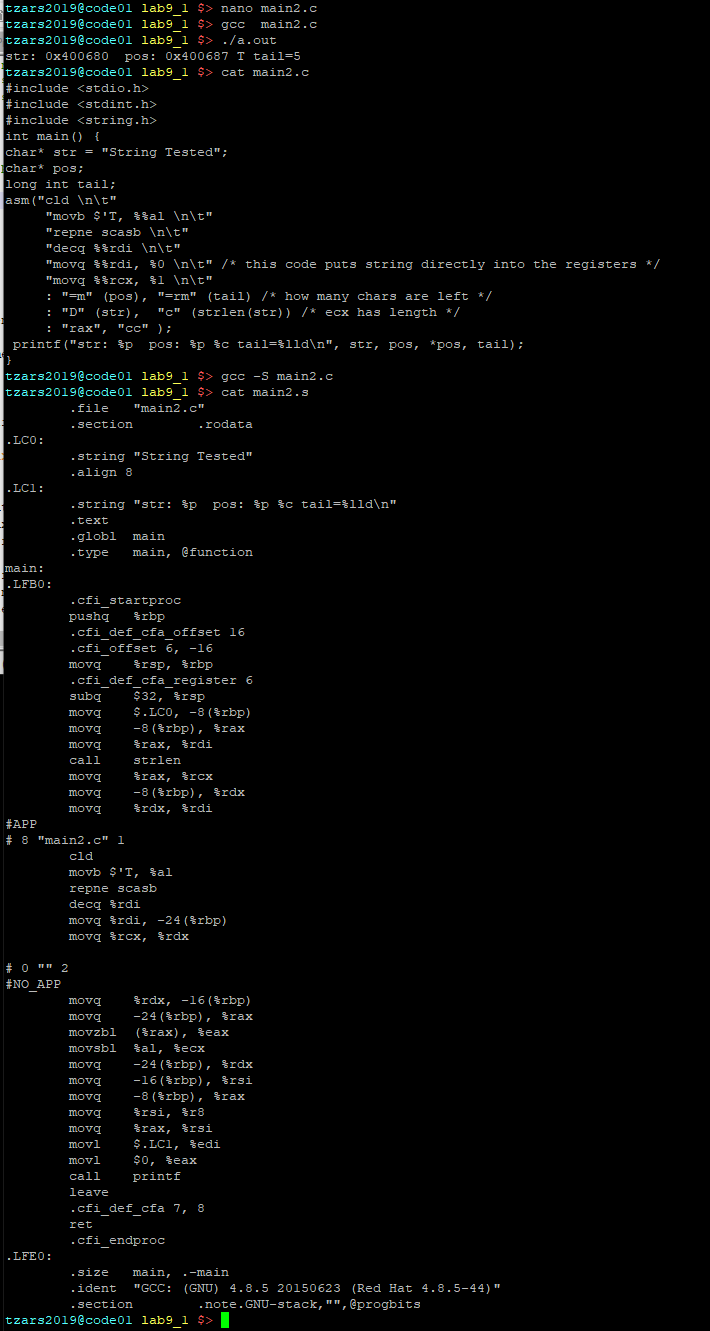 tzars2019@code01 lab9_1 $> nano main2.c
tzars2019@code01 lab9_1 $> gcc  main2.c
tzars2019@code01 lab9_1 $> ./a.out
str: 0x400680  pos: 0x400687 T tail=5
tzars2019@code01 lab9_1 $> cat main2.c
#include <stdio.h>
#include <stdint.h>
#include <string.h>
int main() {
char* str = "String Tested";
char* pos;
long int tail;
asm("cld \n\t"
     "movb $'T, %%al \n\t"
     "repne scasb \n\t"
     "decq %%rdi \n\t"
     "movq %%rdi, %0 \n\t" /* this code puts string directly into the registers */
     "movq %%rcx, %1 \n\t"
     : "=m" (pos), "=rm" (tail) /* how many chars are left */
     : "D" (str),  "c" (strlen(str)) /* ecx has length */
     : "rax", "cc" );
 printf("str: %p  pos: %p %c tail=%lld\n", str, pos, *pos, tail);
}
tzars2019@code01 lab9_1 $> gcc -S main2.c
tzars2019@code01 lab9_1 $> cat main2.s
        .file   "main2.c"
        .section        .rodata
.LC0:
        .string "String Tested"
        .align 8
.LC1:
        .string "str: %p  pos: %p %c tail=%lld\n"
        .text
        .globl  main
        .type   main, @function
main:
.LFB0:
        .cfi_startproc
        pushq   %rbp
        .cfi_def_cfa_offset 16
        .cfi_offset 6, -16
        movq    %rsp, %rbp
        .cfi_def_cfa_register 6
        subq    $32, %rsp
        movq    $.LC0, -8(%rbp)
        movq    -8(%rbp), %rax
        movq    %rax, %rdi
        call    strlen
        movq    %rax, %rcx
        movq    -8(%rbp), %rdx
        movq    %rdx, %rdi
#APP
# 8 "main2.c" 1
        cld
        movb $'T, %al
        repne scasb
        decq %rdi
        movq %rdi, -24(%rbp)
        movq %rcx, %rdx
# 0 "" 2
#NO_APP
        movq    %rdx, -16(%rbp)
        movq    -24(%rbp), %rax
        movzbl  (%rax), %eax
        movsbl  %al, %ecx
        movq    -24(%rbp), %rdx
        movq    -16(%rbp), %rsi
        movq    -8(%rbp), %rax
        movq    %rsi, %r8
        movq    %rax, %rsi
        movl    $.LC1, %edi
        movl    $0, %eax
        call    printf
        leave
        .cfi_def_cfa 7, 8
        ret
        .cfi_endproc
.LFE0:
        .size   main, .-main
        .ident  "GCC: (GNU) 4.8.5 20150623 (Red Hat 4.8.5-44)"
        .section        .note.GNU-stack,"",@progbits
tzars2019@code01 lab9_1 $>